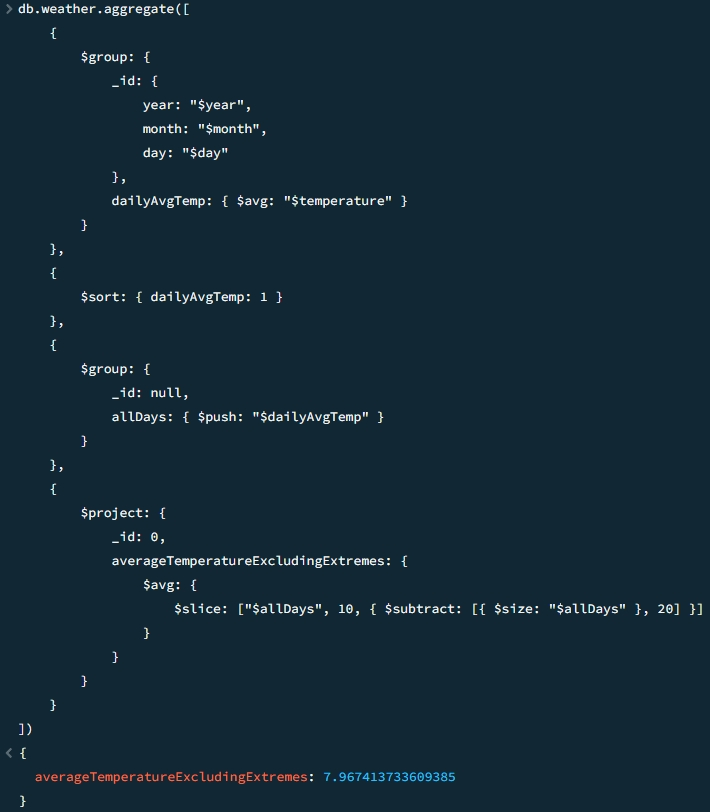 > db.weather.aggregate([
    {
        $group: {
            _id: {
                year: "$year",
                month: "$month",
                day: "$day"
            },
            dailyAvgTemp: { $avg: "$temperature" }
        }
    },
    {
        $sort: { dailyAvgTemp: 1 }
    },
    {
        $group: {
            _id: null,
            allDays: { $push: "$dailyAvgTemp" }
        }
    },
    {
        $project: {
            _id: 0,
            averageTemperatureExcludingExtremes: {
                $avg: {
                    $slice: ["$allDays", 10, { $subtract: [{ $size: "$allDays" }, 20] }]
                }
            }
        }
    }
])
< {
  averageTemperatureExcludingExtremes: 7.967413733609385
}